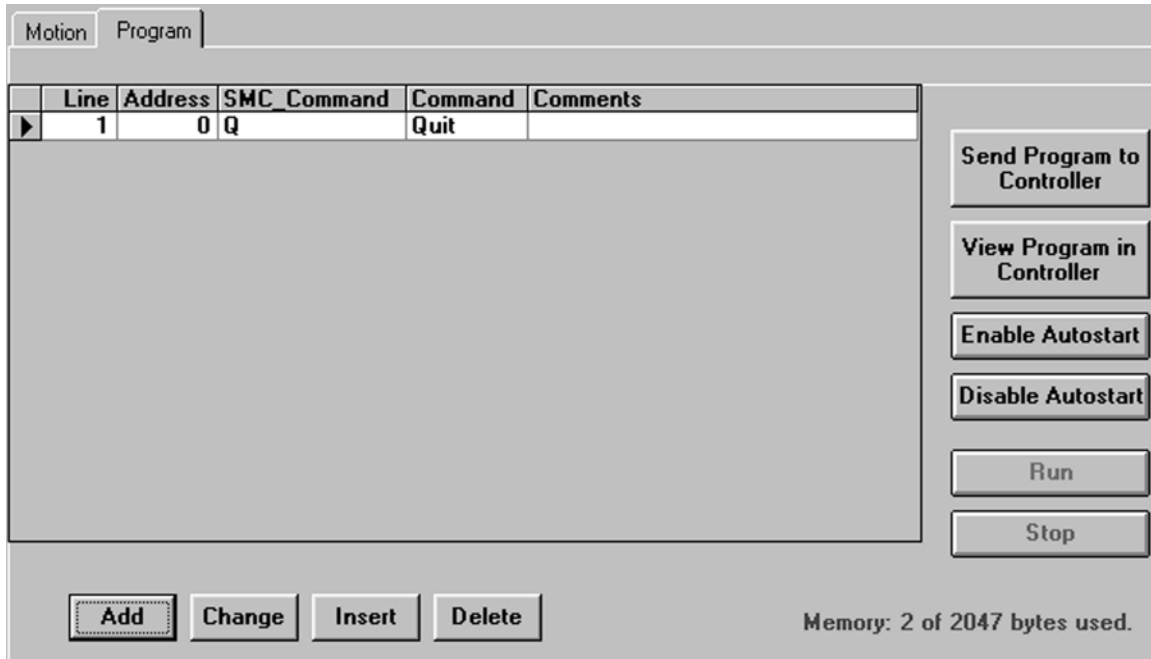 Motion Program
Line Address SMC_Command Command Comments
1 0 Q Quit
Send Program to
Controller
View Program in
Controller
Enable Autostart
Disable Autostart
Run
Stop
Add Change Insert Delete
Memory: 2 of 2047 bytes used.